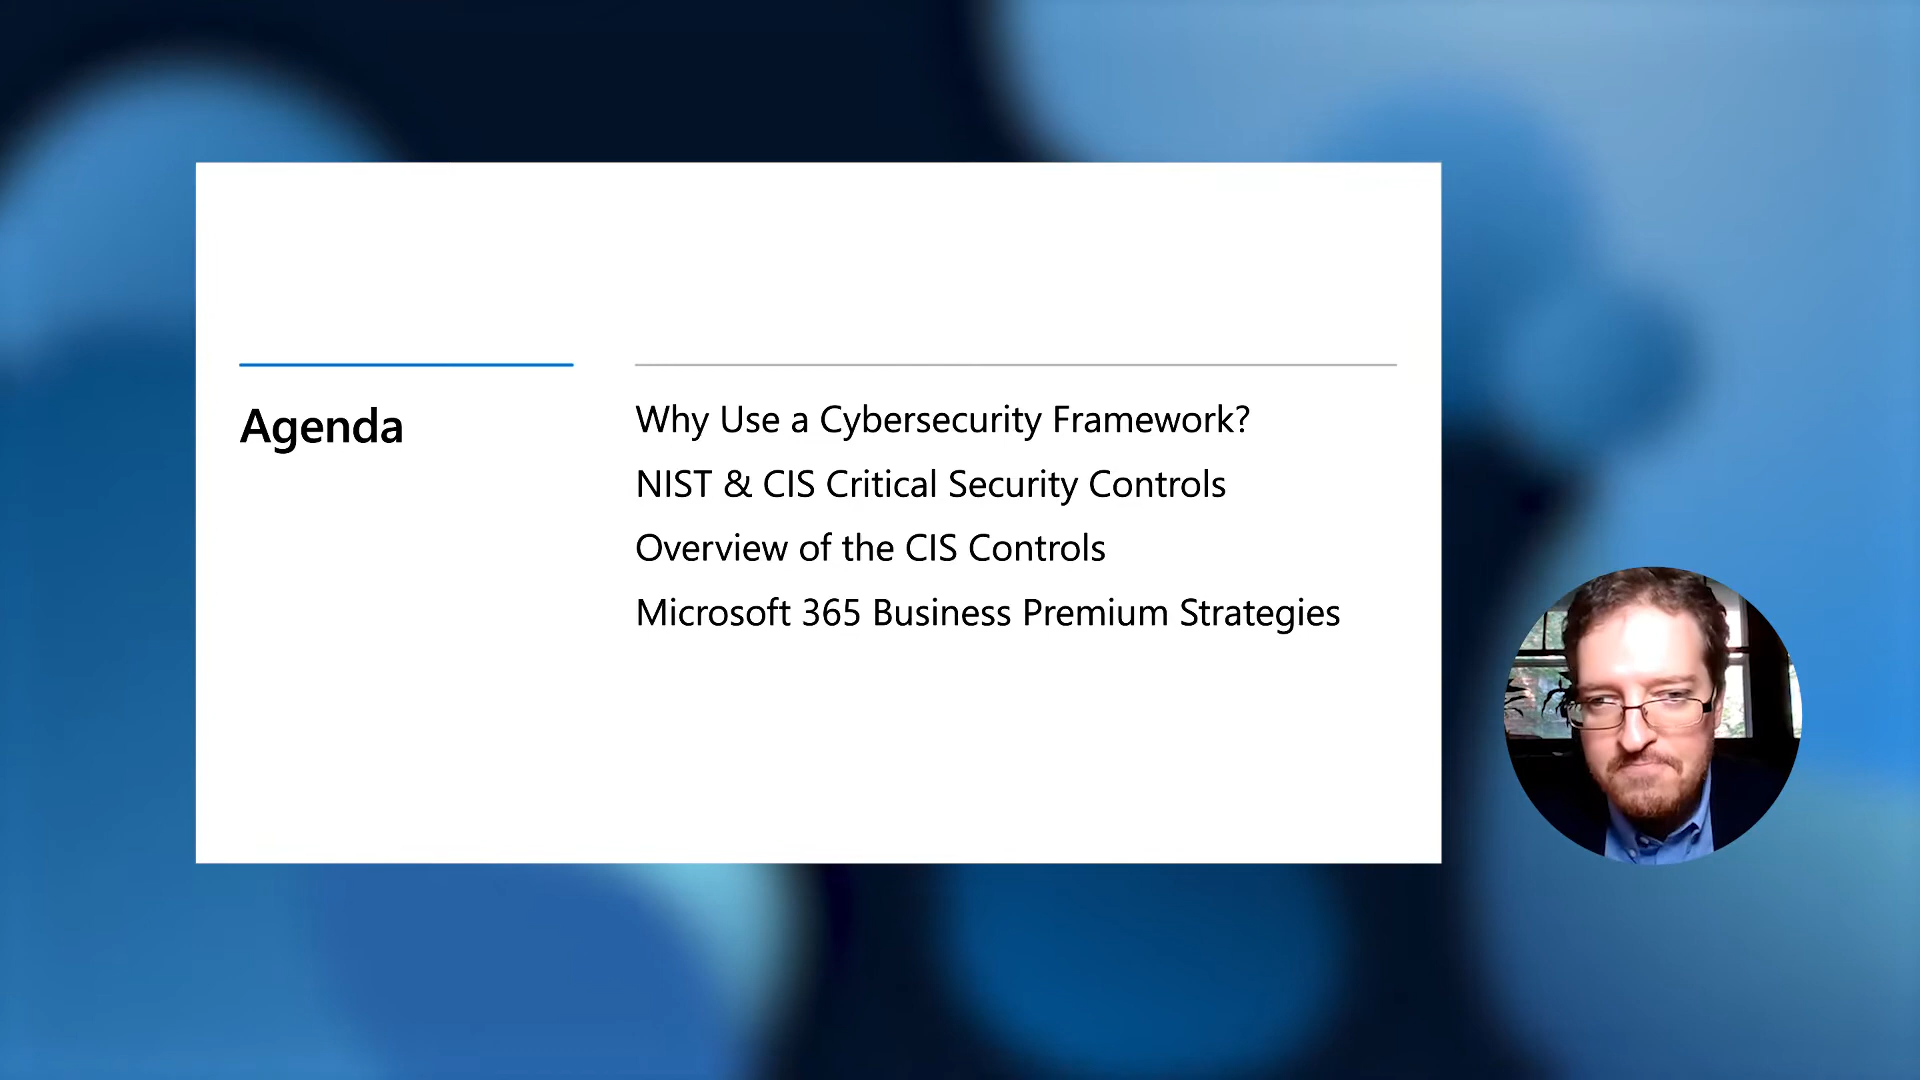 Agenda
Why Use a Cybersecurity Framework?
NIST & CIS Critical Security Controls
Overview of the CIS Controls
Microsoft 365 Business Premium Strategies